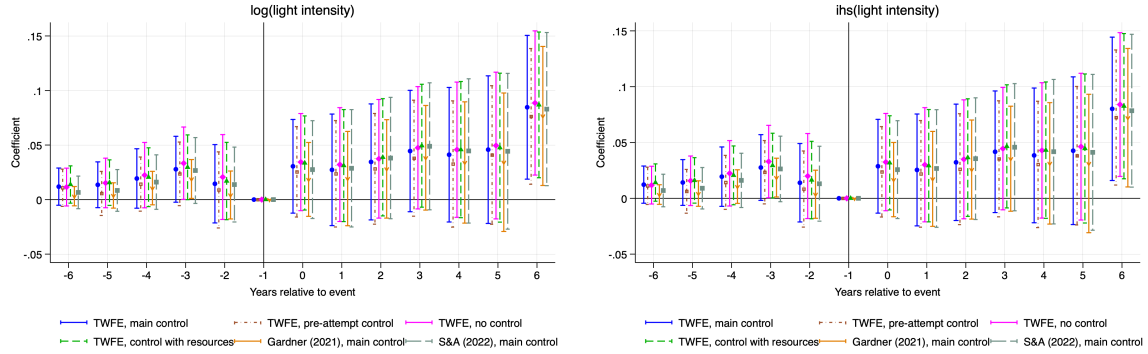 log(light intensity)
.15
.1
.05
0
-.05
Coefficient
-6 -5 -4 -3 -2 -1 0 1 2 3 4 5 6
Years relative to event
TWFE, main control TWFE, pre-attempt control TWFE, no control
TWFE, control with resources Gardner (2021), main control S&A (2022), main control
ihs(light intensity)
.15
.1
.05
0
-.05
Coefficient
-6 -5 -4 -3 -2 -1 0 1 2 3 4 5 6
Years relative to event
TWFE, main control TWFE, pre-attempt control TWFE, no control
TWFE, control with resources Gardner (2021), main control S&A (2022), main control